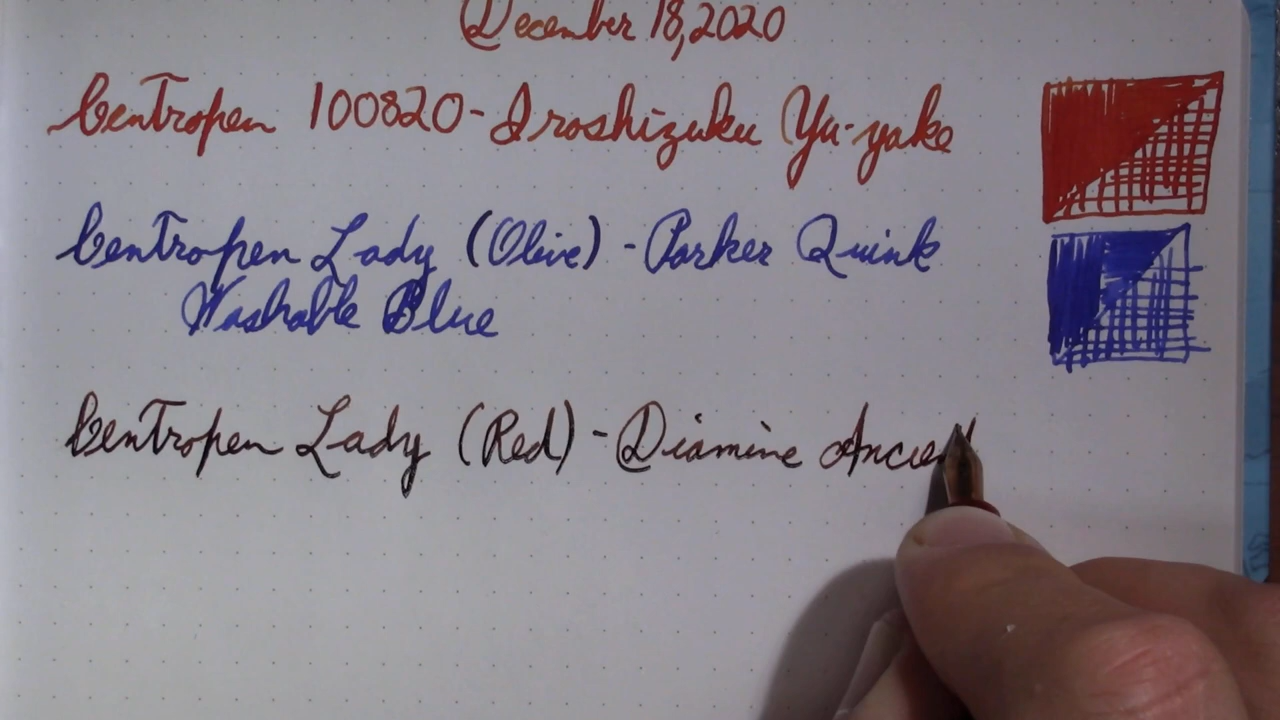 December 18, 2020
Centropen 100820 - Iroshizuku Yu-yake
Centropen Lady (Olive) - Parker Quink
Washable Blue
Centropen Lady (Red) - Diamine Ancient